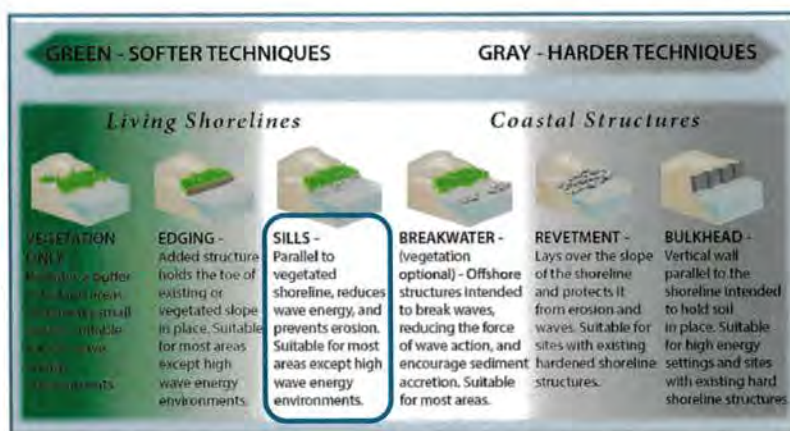 GREEN - SOFTER TECHNIQUES
GRAY - HARDER TECHNIQUES
Living Shorelines
Coastal Structures
VEGETATION
ONLY -
a buffer
areas
small
suitable
EDGING -
Added structure
holds the toe of
existing or
vegetated slope
in place. Suitable
for most areas
except high
wave energy
environments.
SILLS -
Parallel to
vegetated
shoreline, reduces
wave energy, and
prevents erosion.
Suitable for most
areas except high
wave energy
environments.
BREAKWATER -
(vegetation
optional) - Offshore
structures intended
to break waves,
reducing the force
of wave action, and
encourage sediment
accretion. Suitable
for most areas.
REVETMENT -
Lays over the slope
of the shoreline
and protects it
from erosion and
waves. Suitable for
sites with existing
hardened shoreline
structures.
BULKHEAD -
Vertical wall
parallel to the
shoreline intended
to hold soil
in place. Suitable
for high energy
settings and sites
with existing hard
shoreline structures